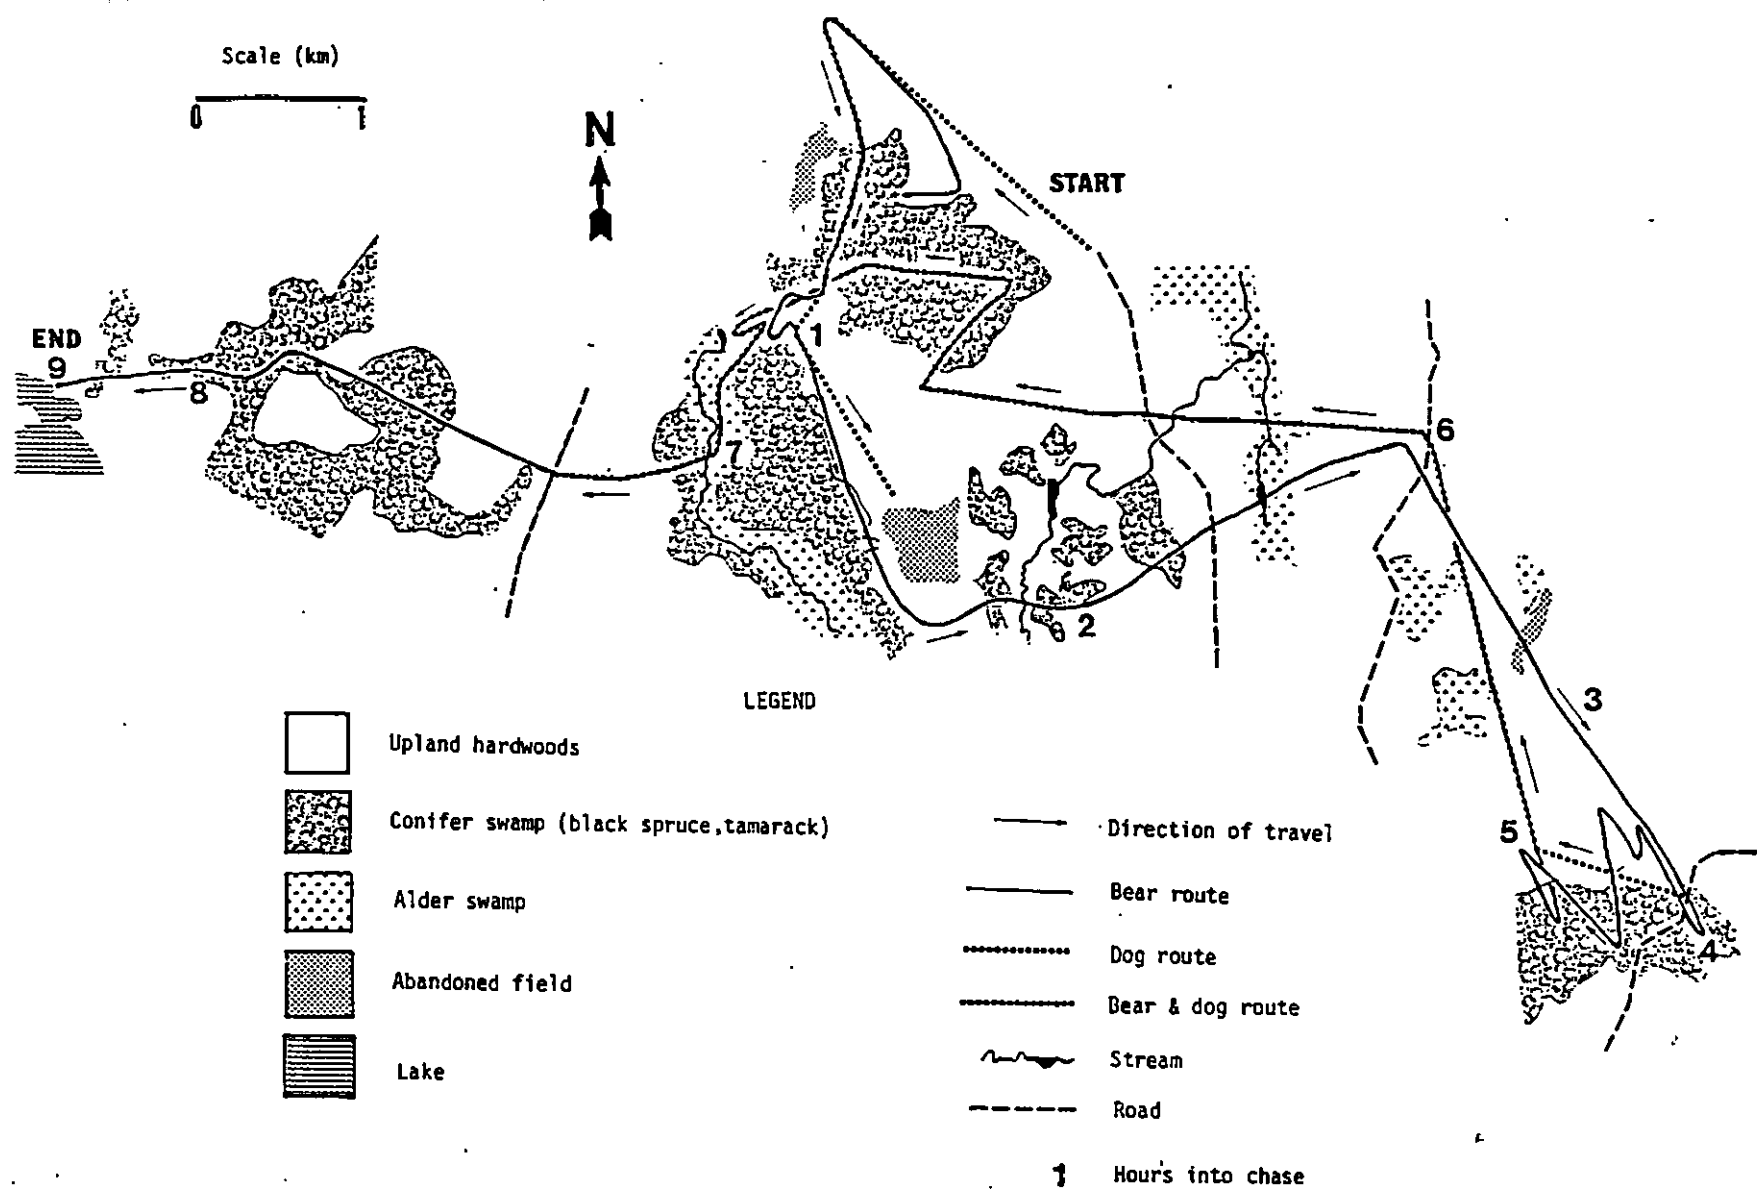 Scale (km)
0 1
N
START
END
9
8
1
7
6
2
3
5
4
LEGEND
Upland hardwoods
Conifer swamp (black spruce,tamarack)
Alder swamp
Abandoned field
Lake
Direction of travel
Bear route
Dog route
Bear & dog route
Stream
Road
1 Hours into chase